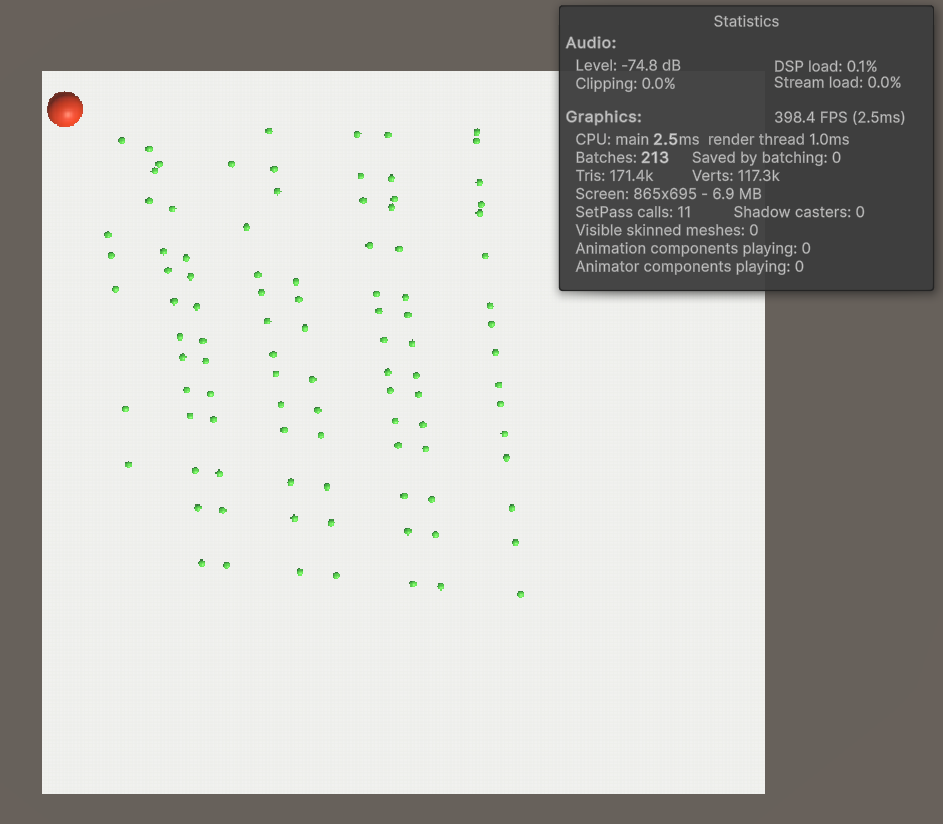 Statistics
Audio:
Level: -74.8 dB DSP load: 0.1%
Clipping: 0.0% Stream load: 0.0%
Graphics: 398.4 FPS (2.5ms)
CPU: main 2.5ms render thread 1.0ms
Batches: 213 Saved by batching: 0
Tris: 171.4k Verts: 117.3k
Screen: 865x695 - 6.9 MB
SetPass calls: 11 Shadow casters: 0
Visible skinned meshes: 0
Animation components playing: 0
Animator components playing: 0